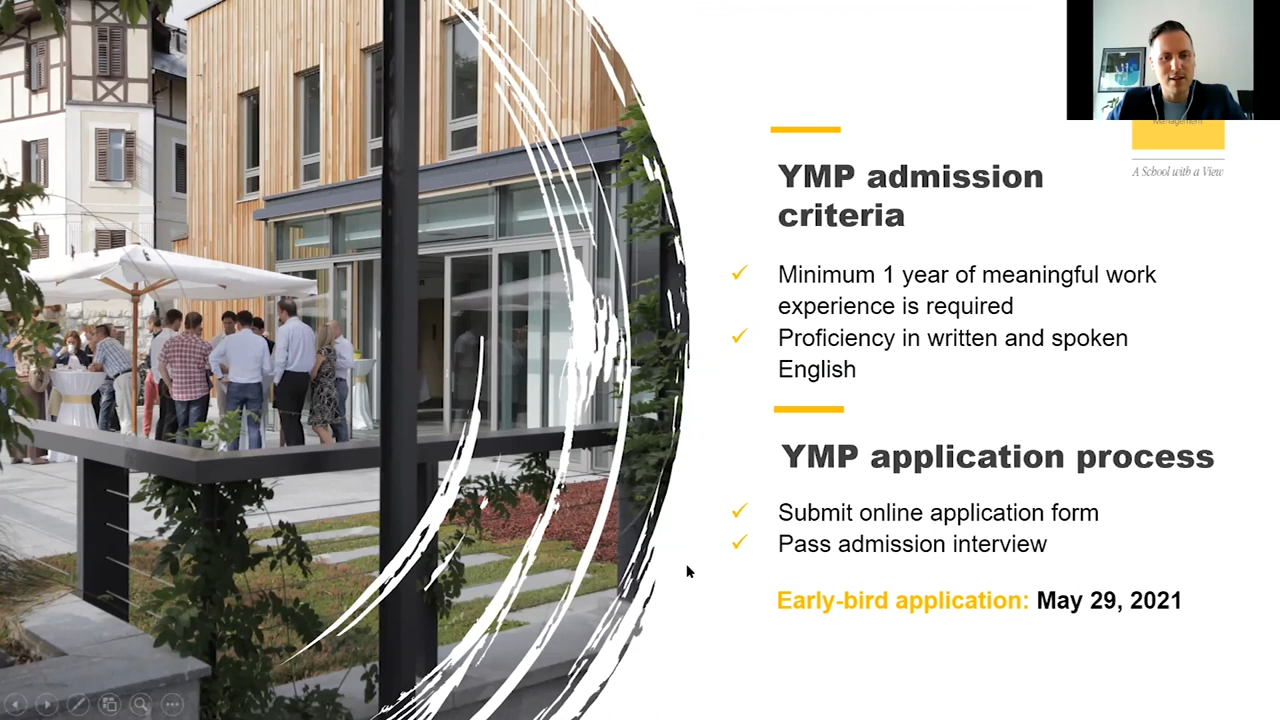 A School with a View
YMP admission
criteria
✓ Minimum 1 year of meaningful work
experience is required
✓ Proficiency in written and spoken
English
YMP application process
✓ Submit online application form
✓ Pass admission interview
Early-bird application: May 29, 2021